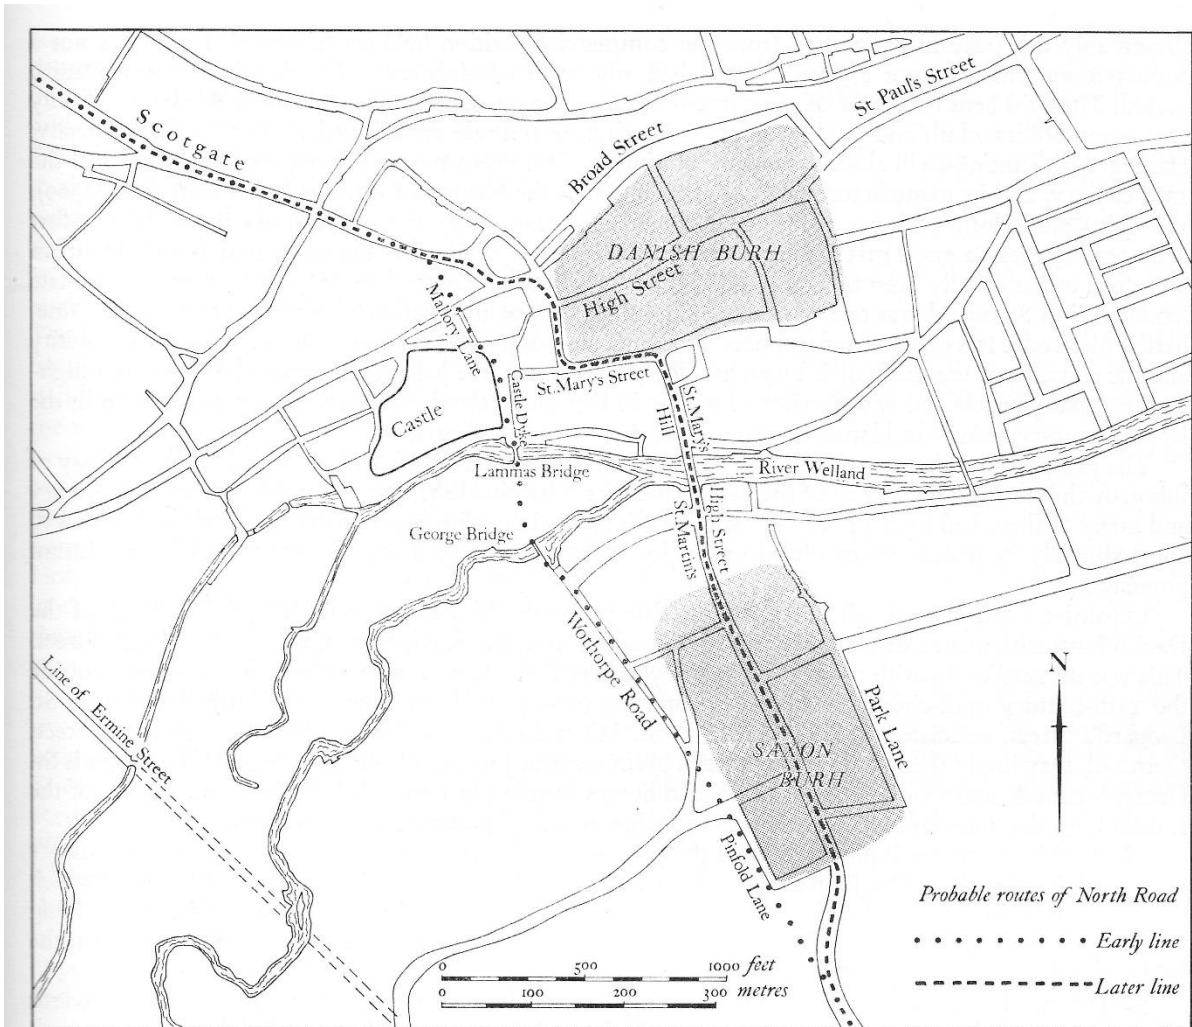 Scotgate
Broad Street
St Paul's Street
DANISH BURH
High Street
Mallory Lane
Castle
Castle Dyke
St. Mary's Street
St. Mary's
Hill
Lammas Bridge
River Welland
George Bridge
High Street
St. Martin's
Wothorpe Road
Line of Ermine Street
Park Lane
SAXON
BURH
Pinfold Lane
N
Probable routes of North Road
Early line
Later line
0 500 1000 feet
0 100 200 300 metres